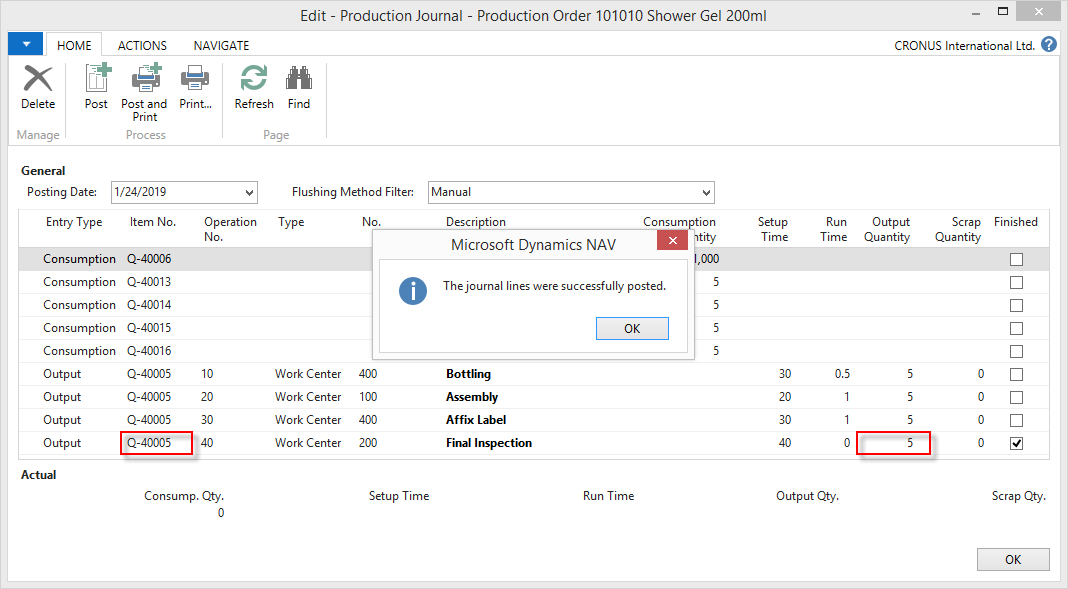 Edit - Production Journal - Production Order 101010 Shower Gel 200ml
HOME ACTIONS NAVIGATE CRONUS International Ltd. ?
Delete Post Post and Print Print... Refresh Find
Manage Process Page
General
Posting Date: 1/24/2019 Flushing Method Filter: Manual
Entry Type Item No. Operation No. Type No. Description Consumption Setup Time Run Time Output Quantity Scrap Quantity Finished
Microsoft Dynamics NAV
The journal lines were successfully posted.
OK
Consumption Q-40006 ,000
Consumption Q-40013 5
Consumption Q-40014 5
Consumption Q-40015 5
Consumption Q-40016 5
Output Q-40005 10 Work Center 400 Bottling 30 0.5 5 0
Output Q-40005 20 Work Center 100 Assembly 20 1 5 0
Output Q-40005 30 Work Center 400 Affix Label 30 1 5 0
Output Q-40005 40 Work Center 200 Final Inspection 40 0 5 0
Actual
Consump. Qty. Setup Time Run Time Output Qty. Scrap Qty.
0
OK